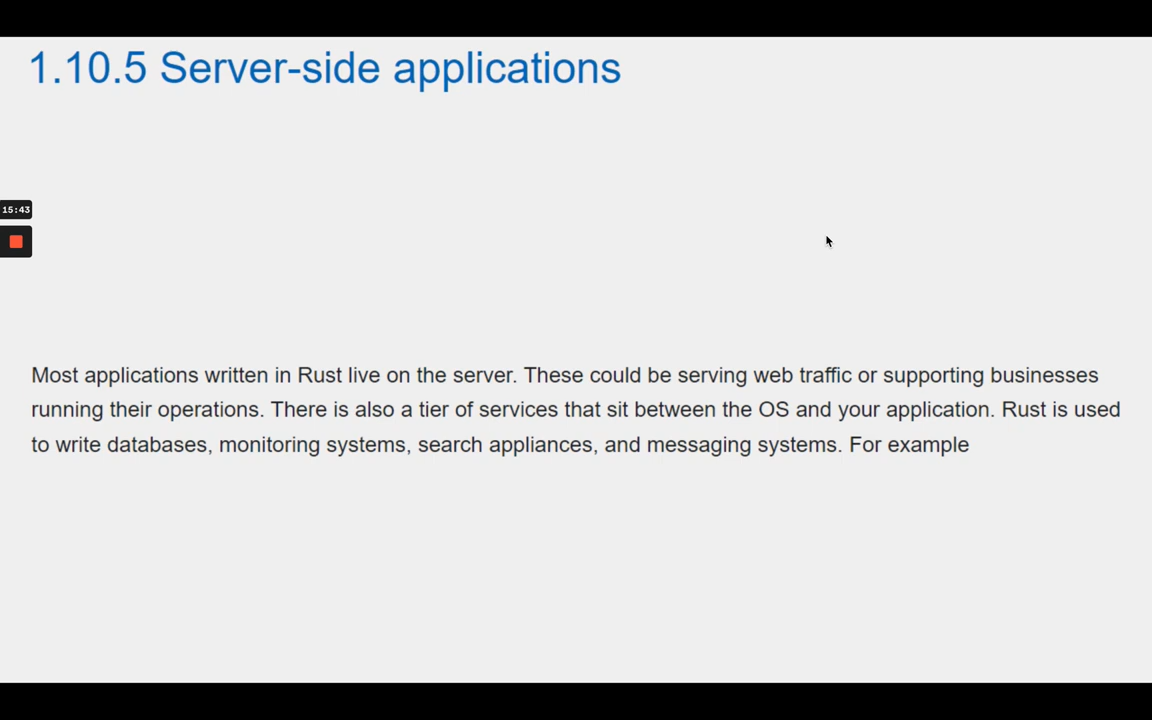 1.10.5 Server-side applications
15:43
Most applications written in Rust live on the server. These could be serving web traffic or supporting businesses
running their operations. There is also a tier of services that sit between the OS and your application. Rust is used
to write databases, monitoring systems, search appliances, and messaging systems. For example